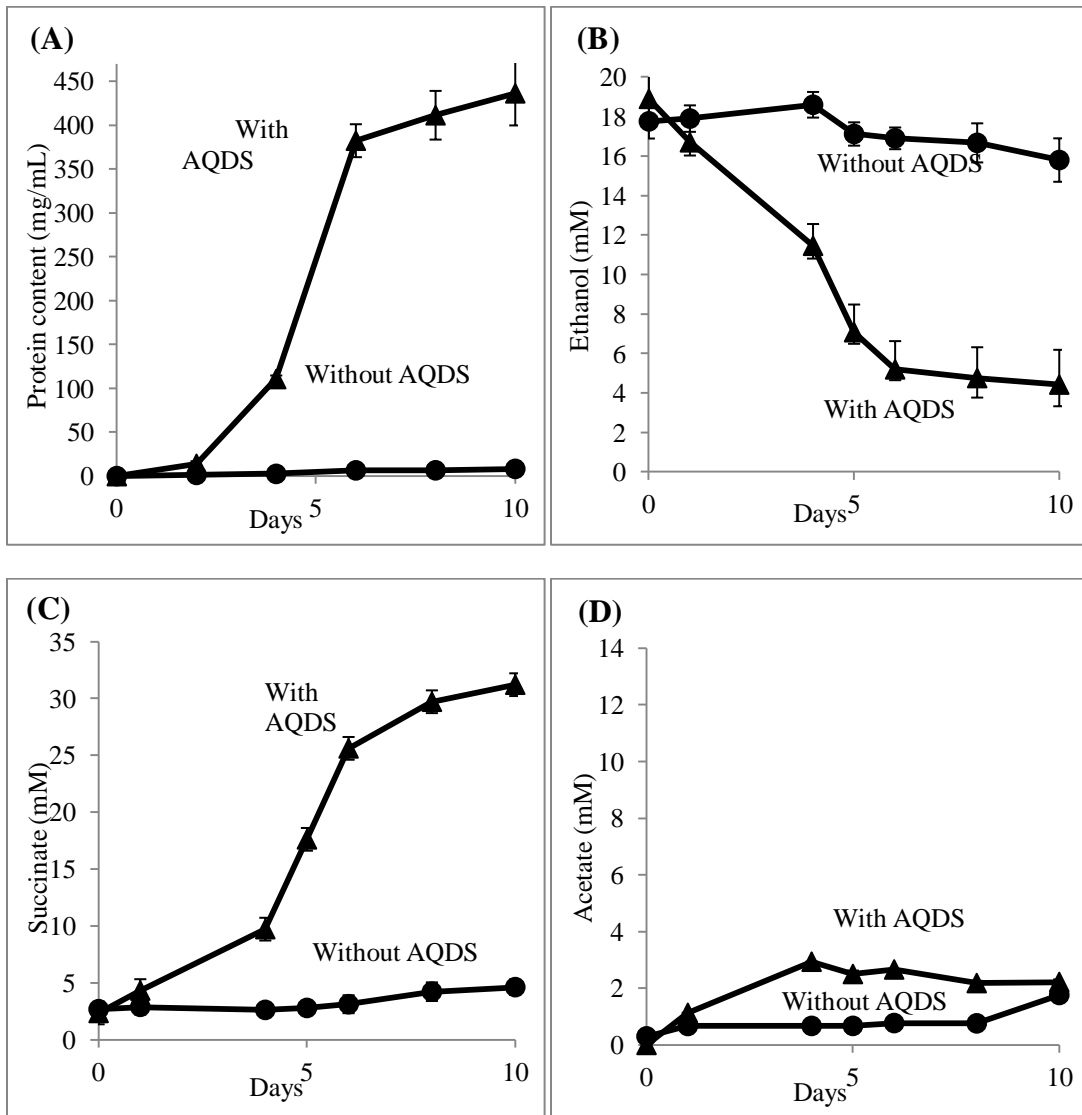 (A)
450
400
350
300
250
200
150
100
50
0
Protein content (mg/mL)
With
AQDS
Without AQDS
0
5
10
Days
(B)
20
18
16
14
12
10
8
6
4
2
0
Ethanol (mM)
Without AQDS
With AQDS
0
5
10
Days
(C)
35
30
25
20
15
10
5
0
Succinate (mM)
With
AQDS
Without AQDS
0
5
10
Days
(D)
14
12
10
8
6
4
2
0
Acetate (mM)
With AQDS
Without AQDS
0
5
10
Days